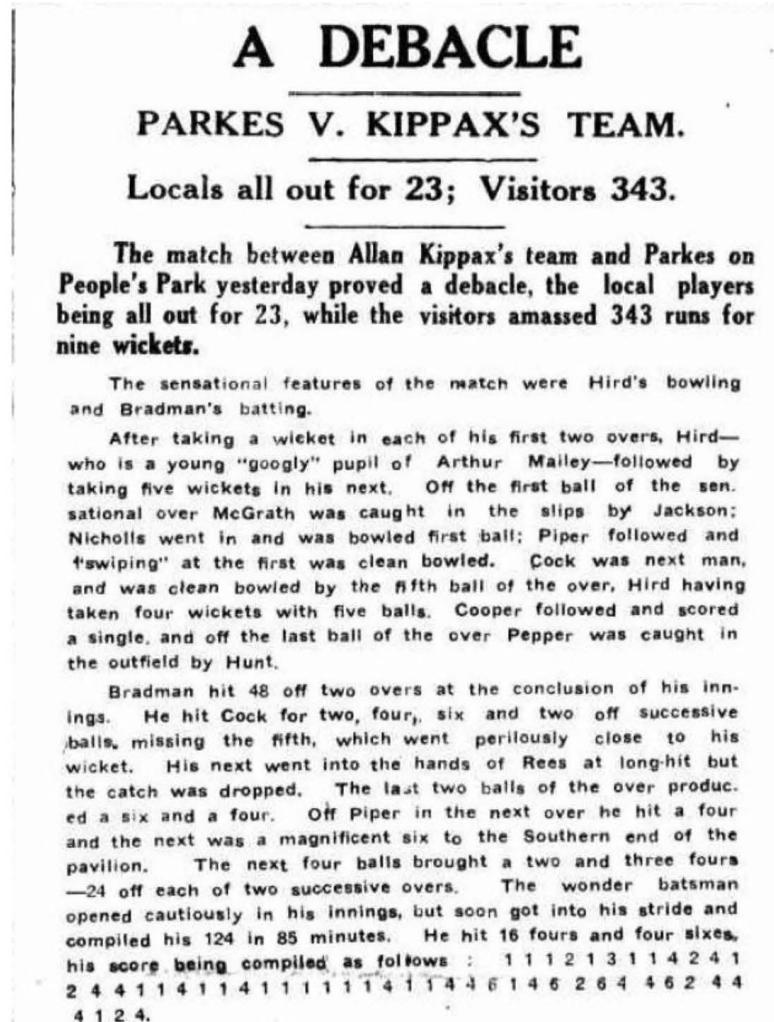 A DEBACLE
PARKES V. KIPPAX'S TEAM.
Locals all out for 23; Visitors 343.
The match between Allan Kippax's team and Parkes on
People's Park yesterday proved a debacle, the local players
being all out for 23, while the visitors amassed 343 runs for
nine wickets.
The sensational features of the match were Hird's bowling
and Bradman's batting.
After taking a wicket in each of his first two overs, Hird—
who is a young "googly" pupil of Arthur Mailey—followed by
taking five wickets in his next. Off the first ball of the sen.
sational over McGrath was caught in the slips by Jackson;
Nicholls went in and was bowled first ball; Piper followed and
"swiping" at the first was clean bowled. Cock was next man,
and was clean bowled by the fifth ball of the over, Hird having
taken four wickets with five balls. Cooper followed and scored
a single, and off the last ball of the over Pepper was caught in
the outfield by Hunt.
Bradman hit 48 off two overs at the conclusion of his inn-
ings. He hit Cock for two, four, six and two off successive
balls, missing the fifth, which went perilously close to his
wicket. His next went into the hands of Rees at long-hit but
the catch was dropped. The last two balls of the over produc.
ed a six and a four. Off Piper in the next over he hit a four
and the next was a magnificent six to the Southern end of the
pavilion. The next four balls brought a two and three fours
—24 off each of two successive overs. The wonder batsman
opened cautiously in his innings, but soon got into his stride and
compiled his 124 in 85 minutes. He hit 16 fours and four sixes,
his score being compiled as follows : 1 1 1 2 1 3 1 1 4 2 4 1
2 4 4 1 1 4 1 1 4 1 1 1 1 1 1 4 1 1 4 4 6 1 4 6 2 6 4 4 6 2 4 4
4 1 2 4.